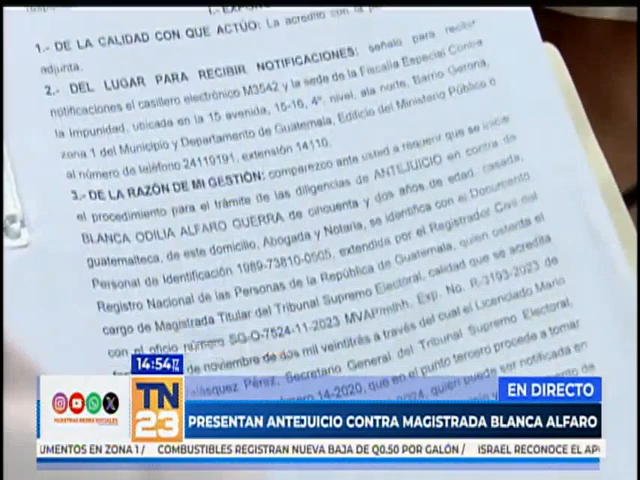 1.- EXPO
1.- DE LA CALIDAD CON QUE ACTÚO: La acredito con la
adjunta.
2.- DEL LUGAR PARA RECIBIR NOTIFICACIONES: señalo para recibir
notificaciones el casillero electrónico M3542 y la sede de la Fiscalía Especial Contra
la Impunidad, ubicada en la 15 avenida, 15-16, 4°. nivel, ala norte, Barrio Gerona,
zona 1 del Municipio y Departamento de Guatemala, Edificio del Ministerio Público o
al número de teléfono 24119191, extensión 14110.
3.- DE LA RAZÓN DE MI GESTIÓN: comparezco ante usted a requerir que se inicie
el procedimiento para el trámite de las diligencias de ANTEJUICIO en contra de
BLANCA ODILIA ALFARO GUERRA de cincuenta y dos años de edad, casada,
guatemalteca, de este domicilio, Abogada y Notaria, se identifica con el Documento
Personal de Identificación 1989-73810-0505, extendida por el Registrador Civil del
Registro Nacional de las Personas de la República de Guatemala, quien ostenta el
cargo de Magistrada Titular del Tribunal Supremo Electoral, calidad que se acredita
con el oficio número SG-O-7524-11-2023 MVAP/mlnh. Exp. No. R-3193-2023 de
de noviembre de dos mil veintitrés a través del cual el Licenciado Mario
Velásquez Pérez, Secretario General del Tribunal Supremo Electoral,
14-2020, que en el punto tercero procede a tomar
2024, quien puede ser notificada en
14:54
TN
23
NUESTRAS REDES SOCIALES
EN DIRECTO
PRESENTAN ANTEJUICIO CONTRA MAGISTRADA BLANCA ALFARO
UMENTOS EN ZONA 1 / COMBUSTIBLES REGISTRAN NUEVA BAJA DE Q0.50 POR GALÓN / ISRAEL RECONOCE EL